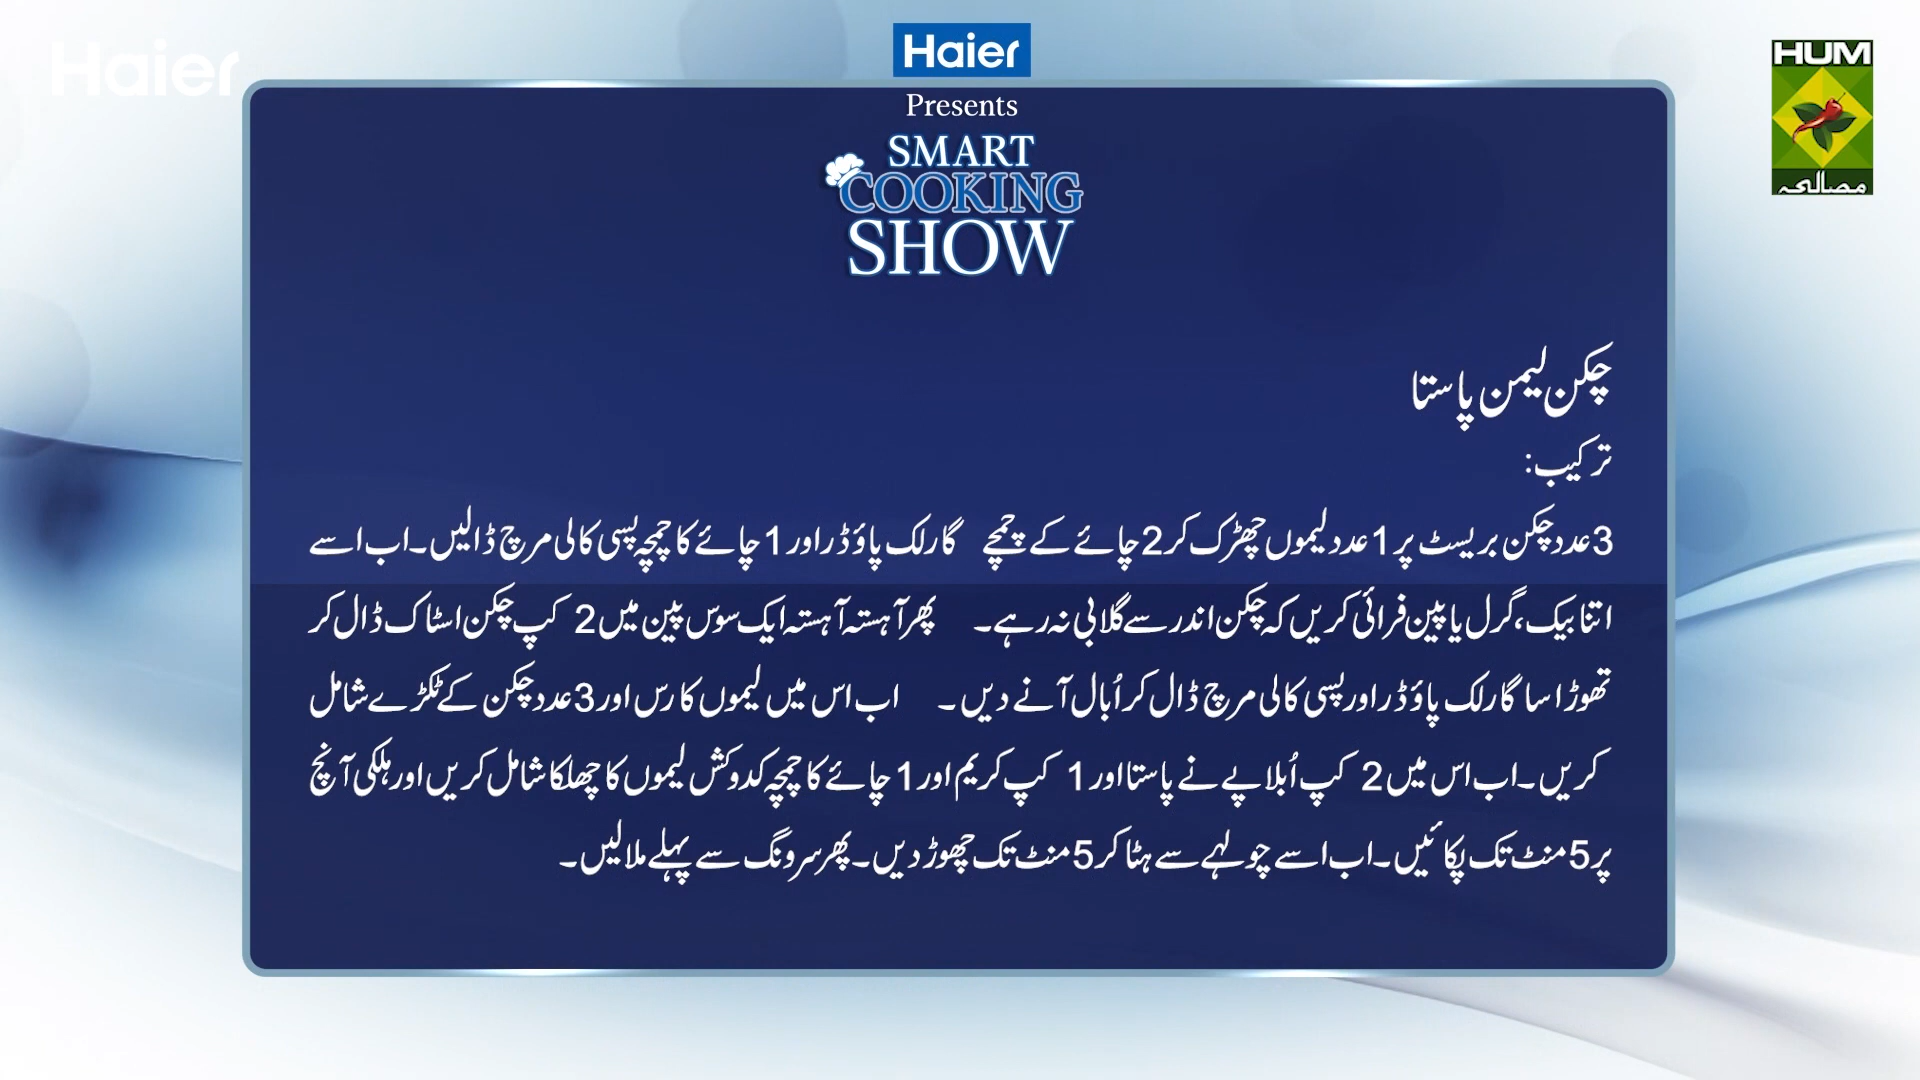 Haier
Haier
HUM
مصالحہ
Presents
SMART
COOKING
SHOW
چکن لیمن پاستا
ترکیب:
3 عدد چکن بریسٹ پر 1 عدد لیموں چھڑک کر 2 چائے کے چمچے گارلک پاؤڈر اور 1 چائے کا چمچہ پسی کالی مرچ ڈالیں۔ اب اسے
اتنا بیک، گرل یا پین فرائی کریں کہ چکن اندر سے گلابی نہ رہے۔ پھر آہستہ آہستہ ایک سوس پین میں 2 کپ چکن اسٹاک ڈال کر
تھوڑا سا گارلک پاؤڈر اور پسی کالی مرچ ڈال کر اُبال آنے دیں۔ اب اس میں لیموں کا رس اور 3 عدد چکن کے ٹکڑے شامل
کریں۔ اب اس میں 2 کپ اُبلا پے نے پاستا اور 1 کپ کریم اور 1 چائے کا چمچہ کدوکش لیموں کا چھلکا شامل کریں اور ہلکی آنچ
پر 5 منٹ تک پکائیں۔ اب اسے چولہے سے ہٹا کر 5 منٹ تک چھوڑ دیں۔ پھر سرونگ سے پہلے ملا لیں۔